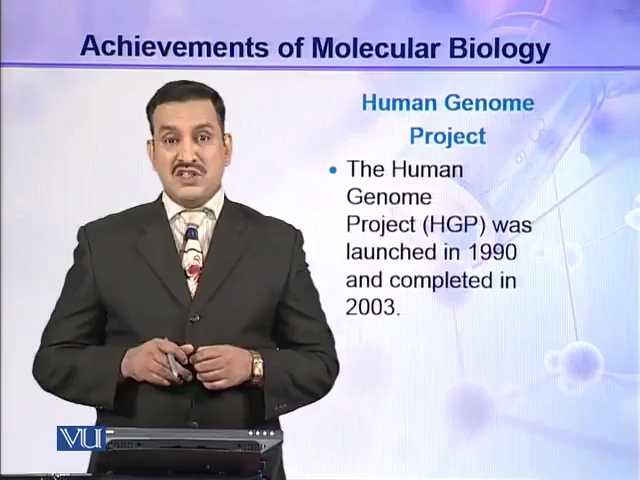 Achievements of Molecular Biology
Human Genome
Project
• The Human
Genome
Project (HGP) was
launched in 1990
and completed in
2003.
VU